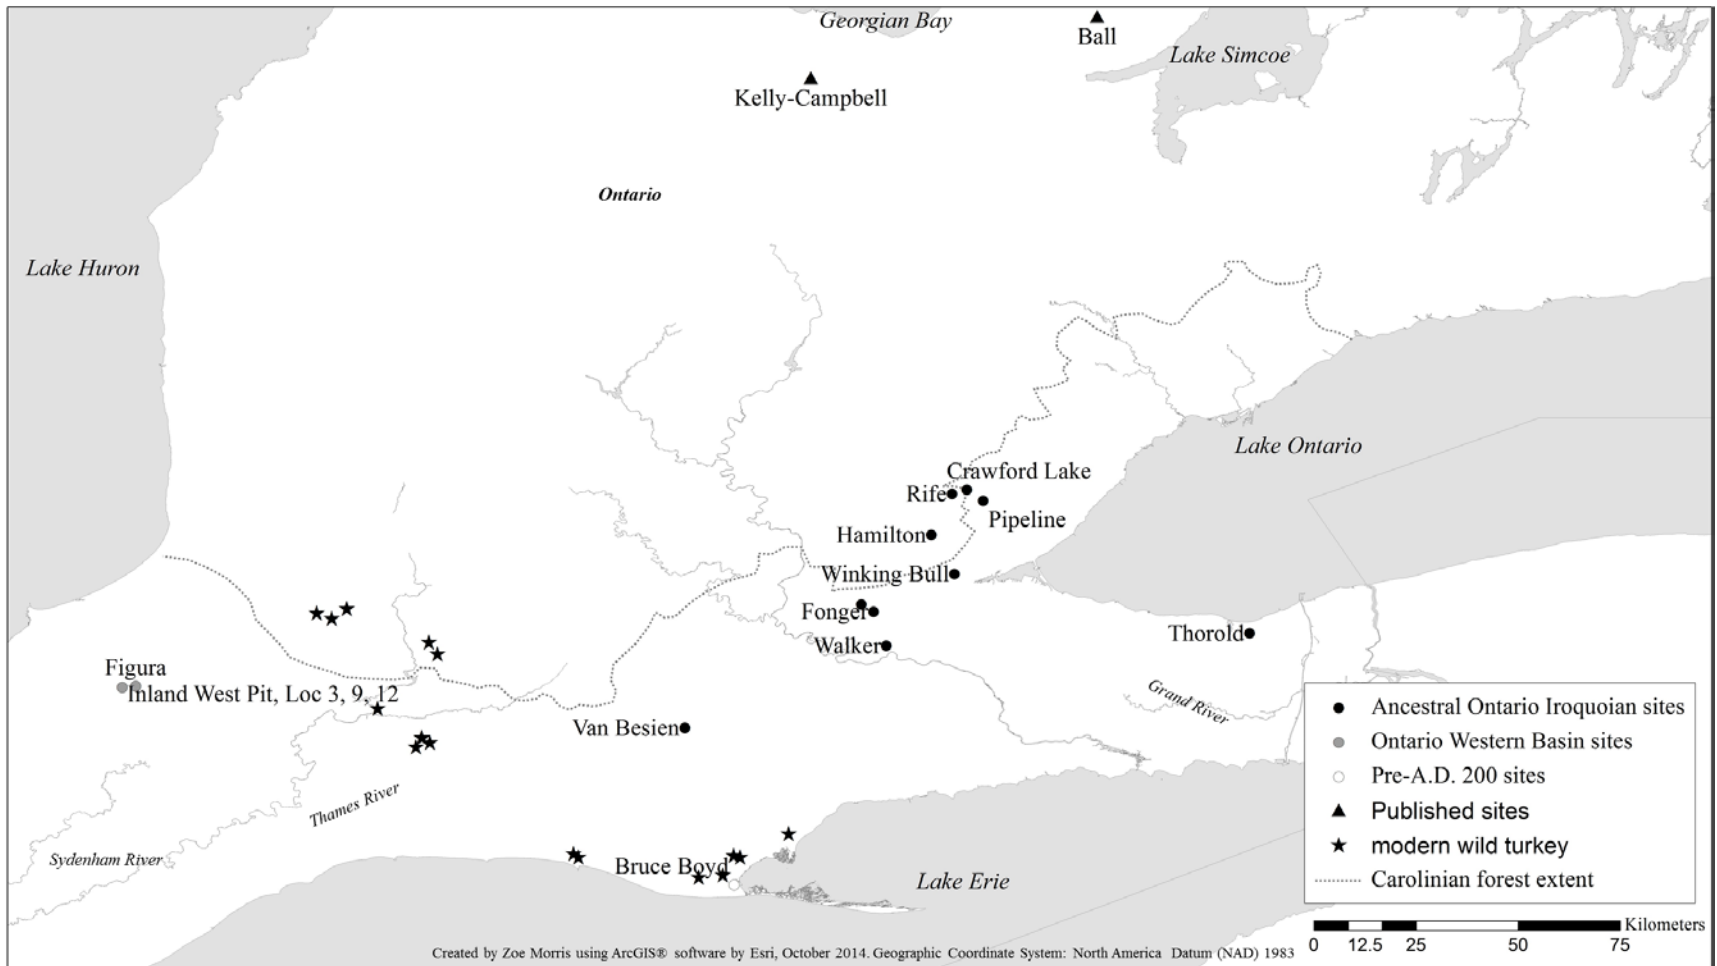 Georgian Bay
Ball
Lake Simcoe
Kelly-Campbell
Ontario
Lake Huron
Lake Ontario
Crawford Lake
Rife
Pipeline
Hamilton
Winking Bull
Fonger
Walker
Thorold
Figura
Inland West Pit, Loc 3, 9, 12
Grand River
Van Besien
Thames River
Sydenham River
Bruce Boyd
Lake Erie
Ancestral Ontario Iroquoian sites
Ontario Western Basin sites
Pre-A.D. 200 sites
Published sites
modern wild turkey
Carolinian forest extent
Kilometers
0 12.5 25 50 75
Created by Zoe Morris using ArcGIS® software by Esri, October 2014. Geographic Coordinate System: North America Datum (NAD) 1983